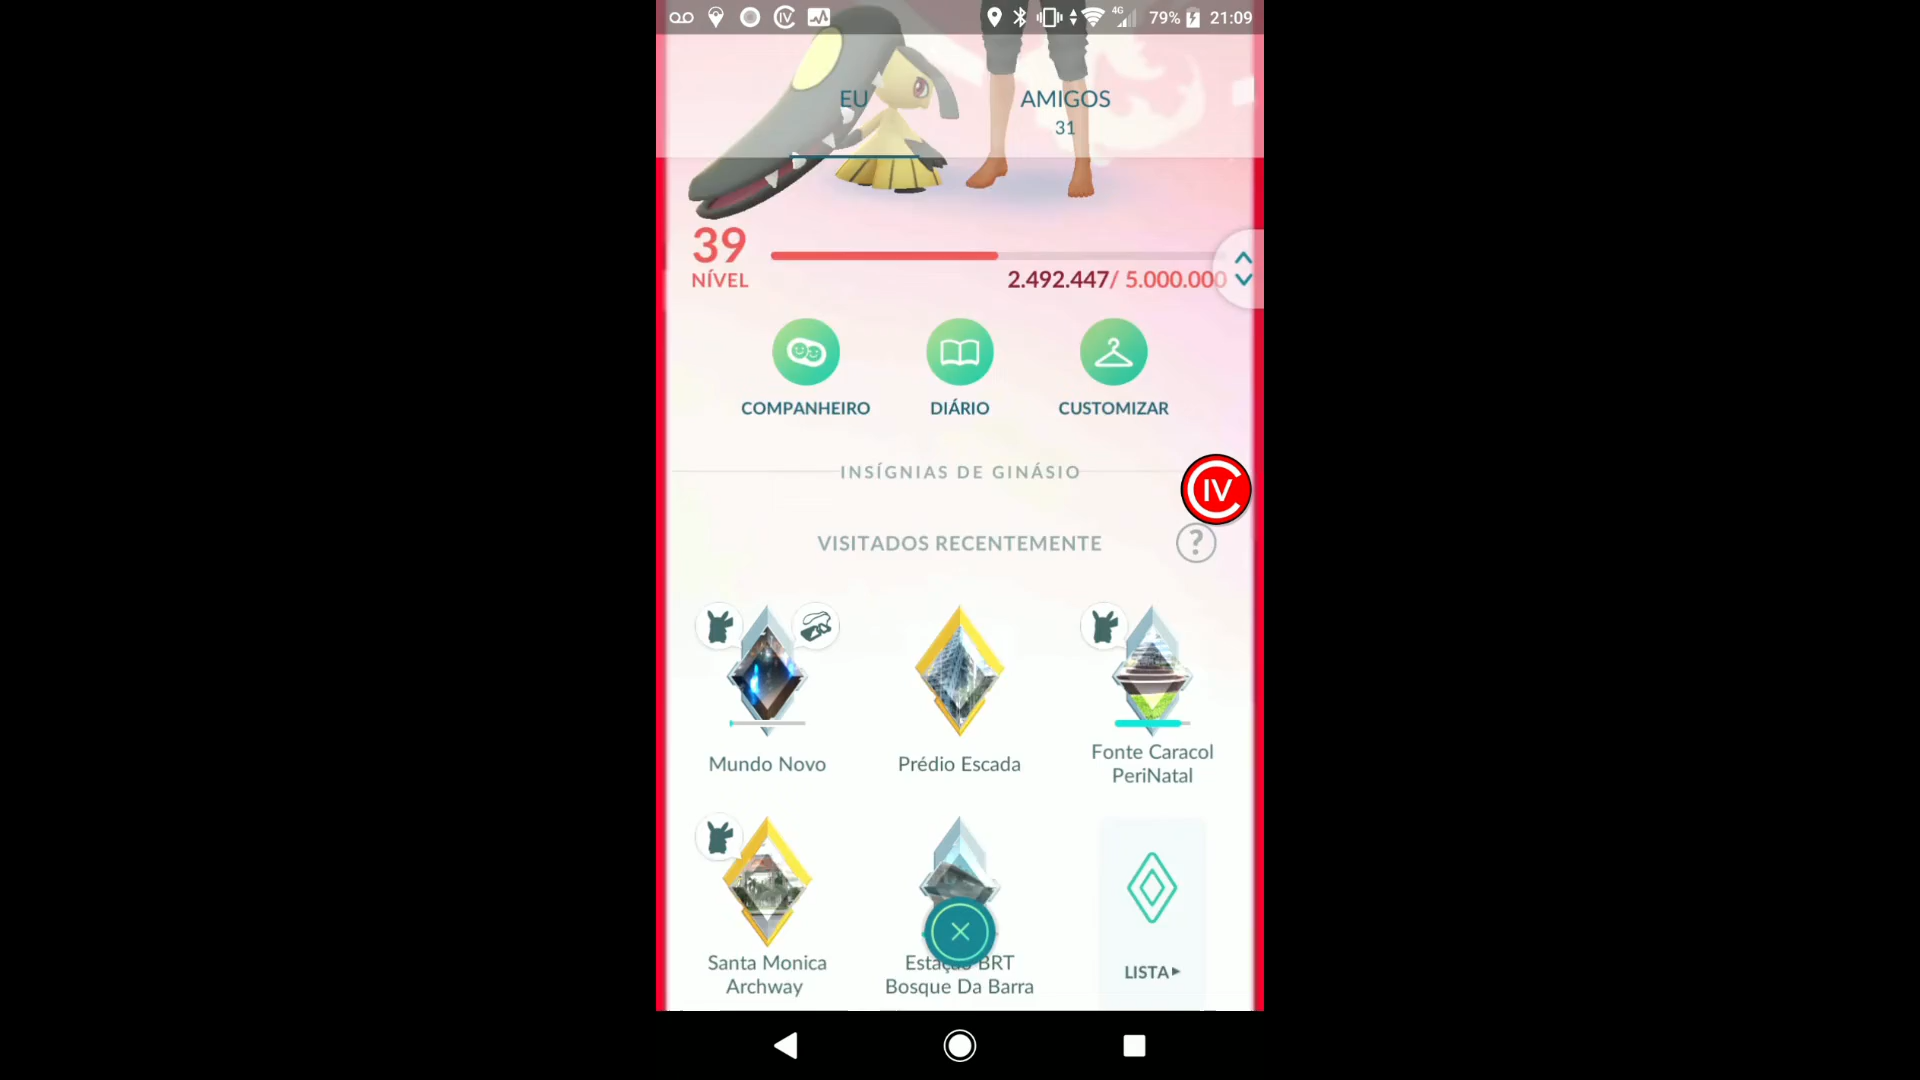 4G
79%
21:09
EU
AMIGOS
31
39
NÍVEL
2.492.447/ 5.000.000
COMPANHEIRO
DIÁRIO
CUSTOMIZAR
INSÍGNIAS DE GINÁSIO
IV
VISITADOS RECENTEMENTE
?
Mundo Novo
Prédio Escada
Fonte Caracol
PeriNatal
Santa Monica
Archway
Estação BRT
Bosque Da Barra
LISTA